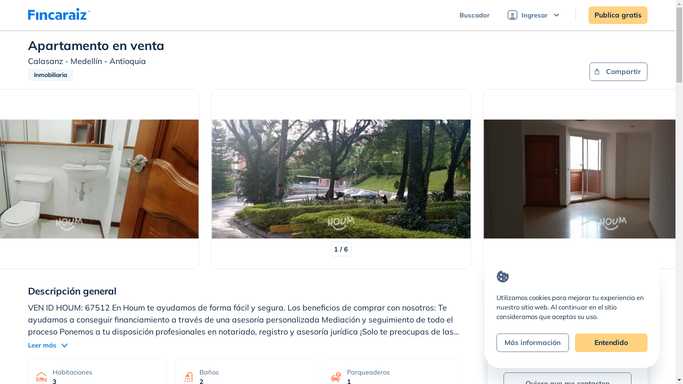 Fincaraiz
Buscador
Ingresar
Publica gratis
Apartamento en venta
Calasanz - Medellín - Antioquia
Inmobiliaria
Compartir
HOUM
HOUM
HOUM
1 / 6
Descripción general
VEN ID HOUM: 67512 En Houm te ayudamos de forma fácil y segura. Los beneficios de comprar con nosotros: Te
ayudamos a conseguir financiamiento a través de una asesoría personalizada Mediación y seguimiento de todo el
proceso Ponemos a tu disposición profesionales en notariado, registro y asesoría jurídica ¡Solo te preocupas de las...
Leer más
Habitaciones
3
Baños
2
Parqueaderos
1
Utilizamos cookies para mejorar tu experiencia en
nuestro sitio web. Al continuar en el sitio
consideramos que aceptas su uso.
Más información
Entendido
Quiero que me contacten